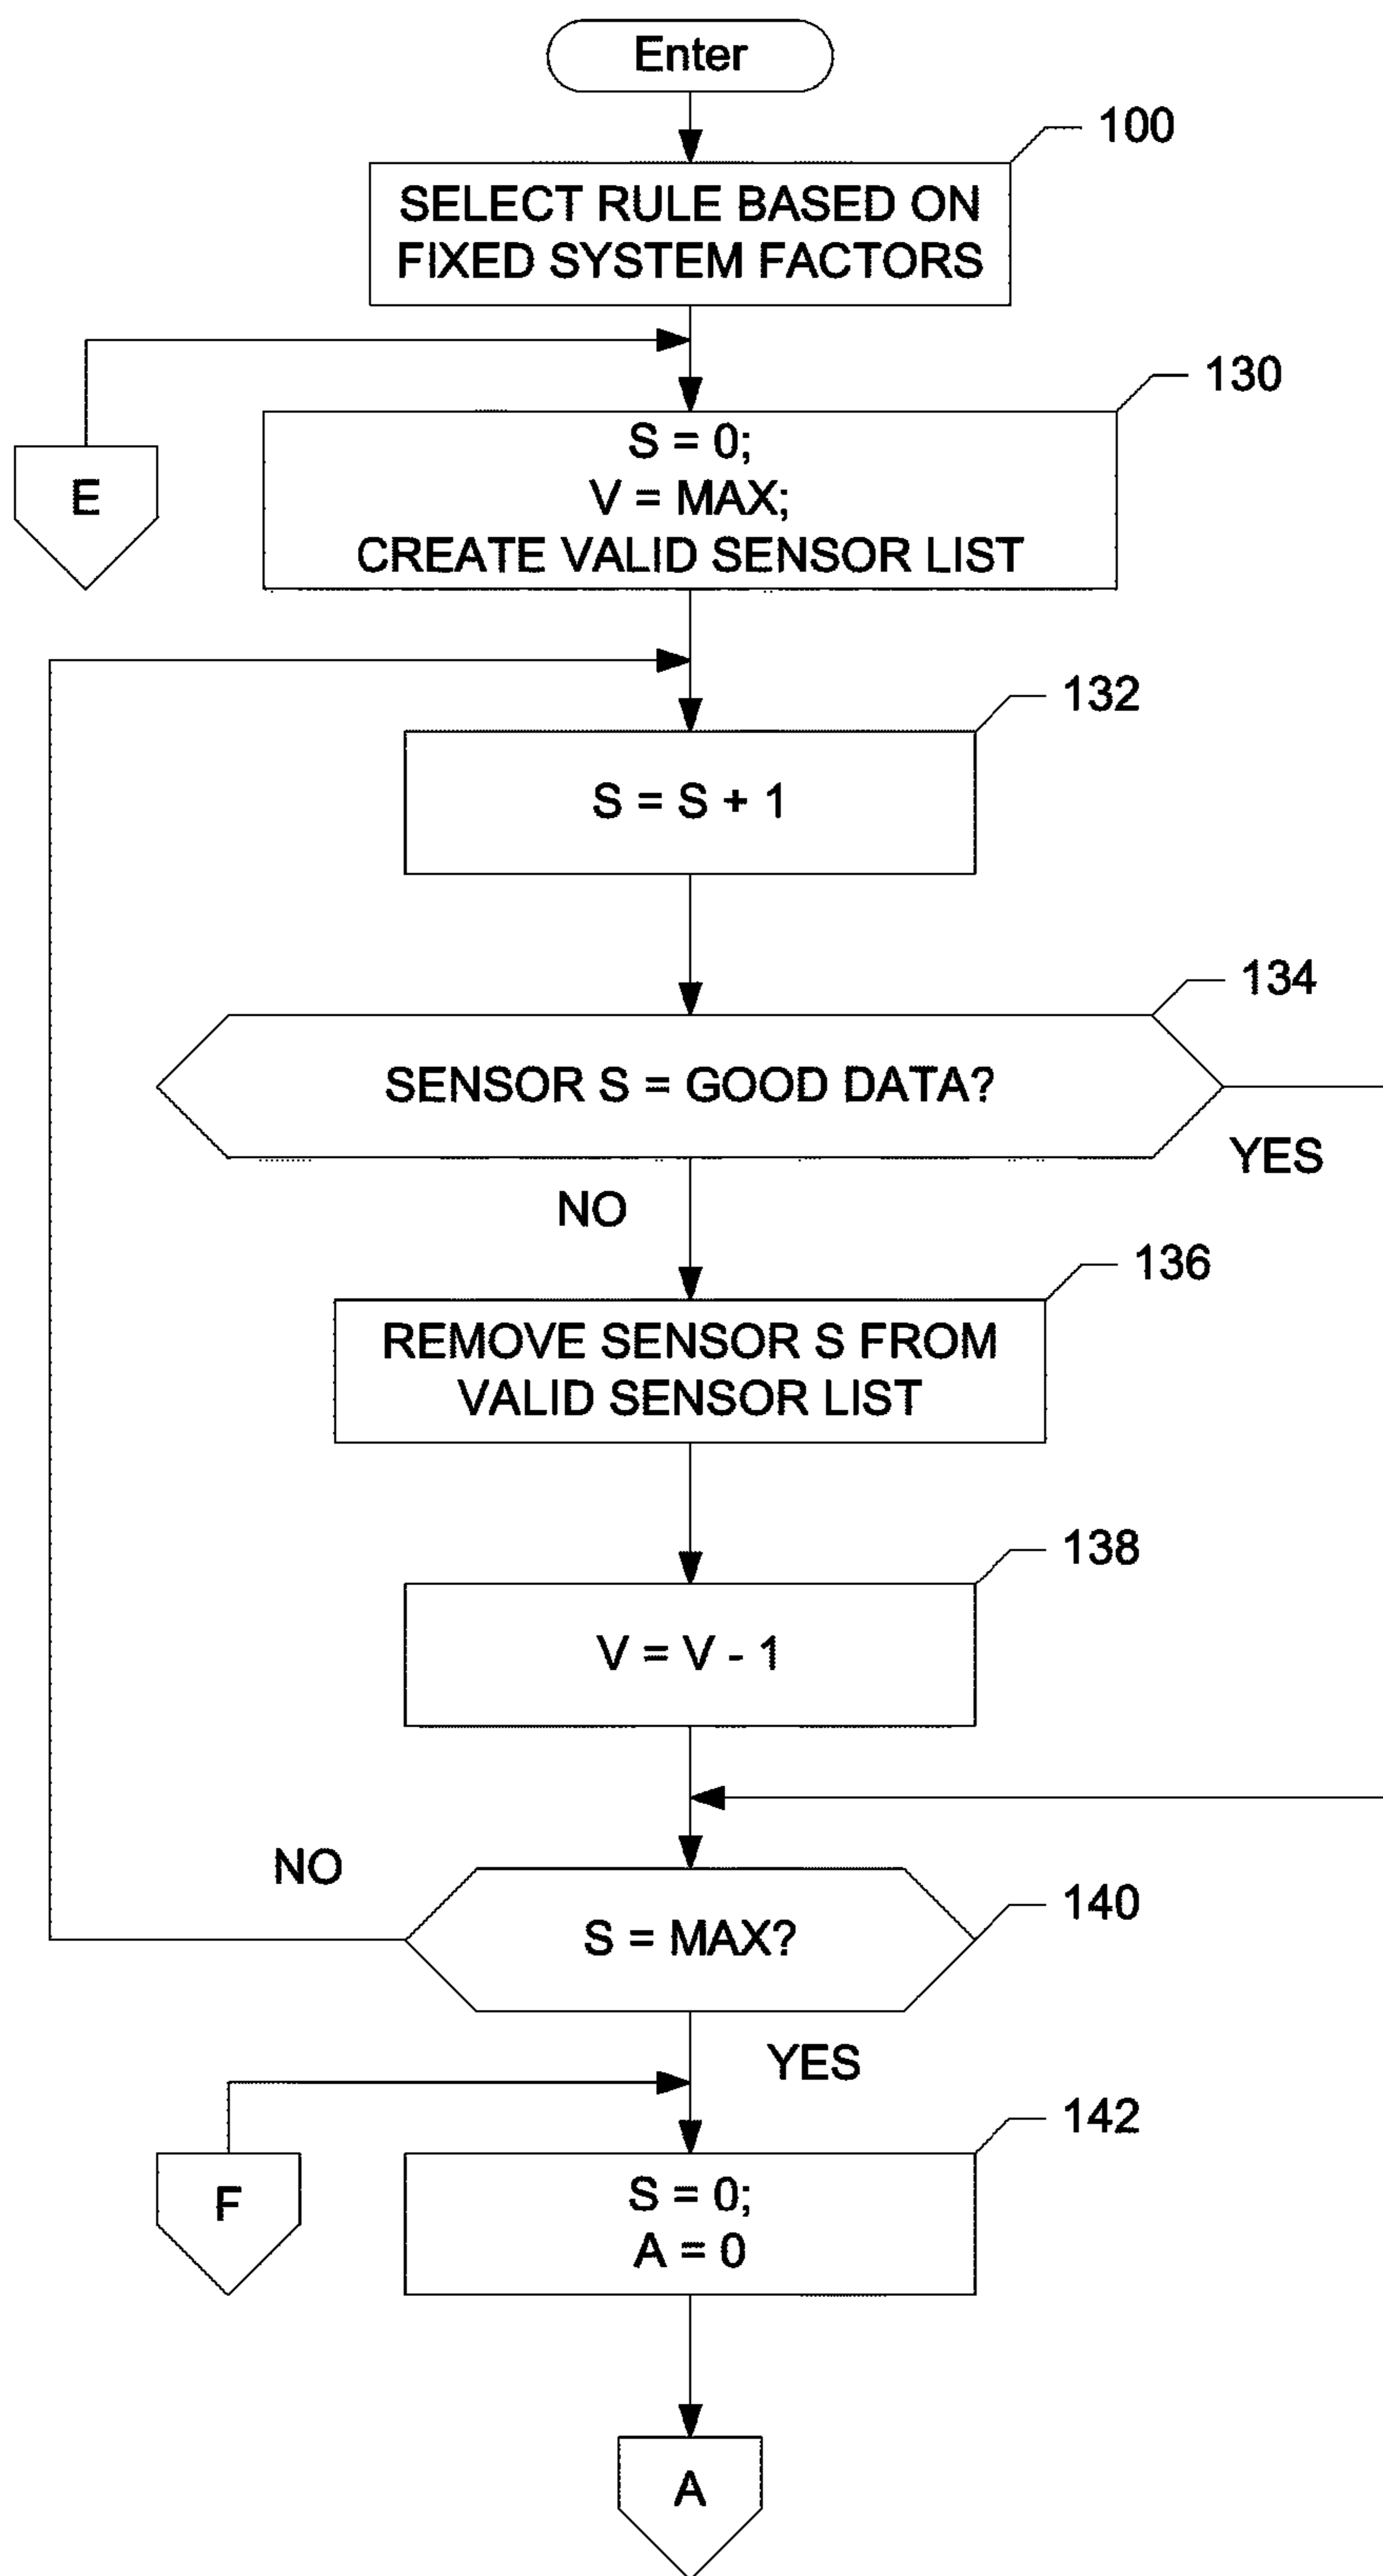 Enter
100
SELECT RULE BASED ON
FIXED SYSTEM FACTORS
130
S = 0;
V = MAX;
CREATE VALID SENSOR LIST
E
132
S = S + 1
134
SENSOR S = GOOD DATA?
YES
NO
136
REMOVE SENSOR S FROM
VALID SENSOR LIST
138
V = V - 1
NO
140
S = MAX?
YES
142
F
S = 0;
A = 0
A